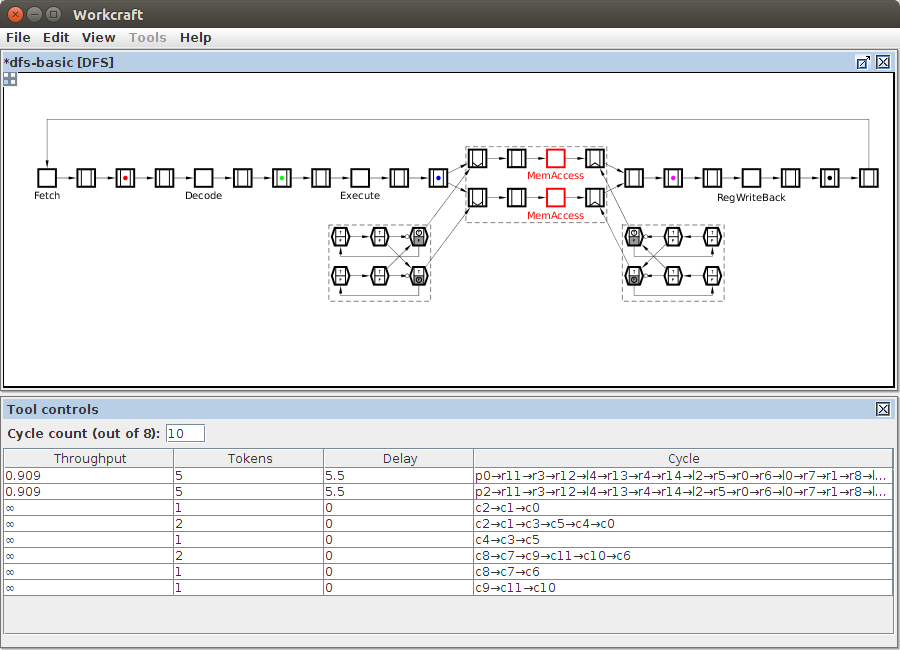 Workcraft
File Edit View Tools Help
*dfs-basic [DFS]
MemAccess
Fetch Decode Execute RegWriteBack
MemAccess
Tool controls
Cycle count (out of 8): 10
Throughput Tokens Delay Cycle
0.909 5 5.5 p0→r11→r3→r12→l4→r13→r4→r14→l2→r5→r0→r6→l0→r7→r1→r8→l...
0.909 5 5.5 p2→r11→r3→r12→l4→r13→r4→r14→l2→r5→r0→r6→l0→r7→r1→r8→l...
∞ 1 0 c2→c1→c0
∞ 2 0 c2→c1→c3→c5→c4→c0
∞ 1 0 c4→c3→c5
∞ 2 0 c8→c7→c9→c11→c10→c6
∞ 1 0 c8→c7→c6
∞ 1 0 c9→c11→c10